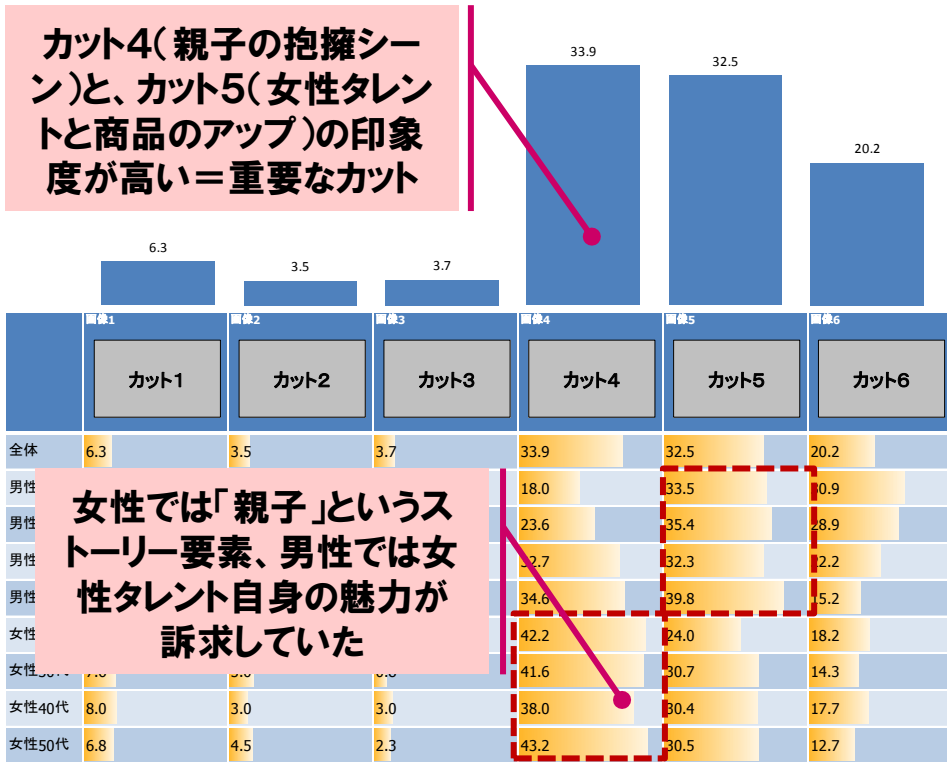 カット4(親子の抱擁シー
ン)と、カット5(女性タレン
トと商品のアップ)の印象
度が高い＝重要なカット
33.9
32.5
20.2
6.3
3.5
3.7
画像1 画像2 画像3 画像4 画像5 画像6
カット1 カット2 カット3 カット4 カット5 カット6
全体 6.3 3.5 3.7 33.9 32.5 20.2
男性 18.0 33.5 30.9
男性 23.6 35.4 28.9
男性 32.7 32.3 22.2
男性 34.6 39.8 15.2
女性 42.2 24.0 18.2
女性 41.6 30.7 14.3
女性40代 8.0 3.0 3.0 38.0 30.4 17.7
女性50代 6.8 4.5 2.3 43.2 30.5 12.7
女性では「親子」というス
トーリー要素、男性では女
性タレント自身の魅力が
訴求していた